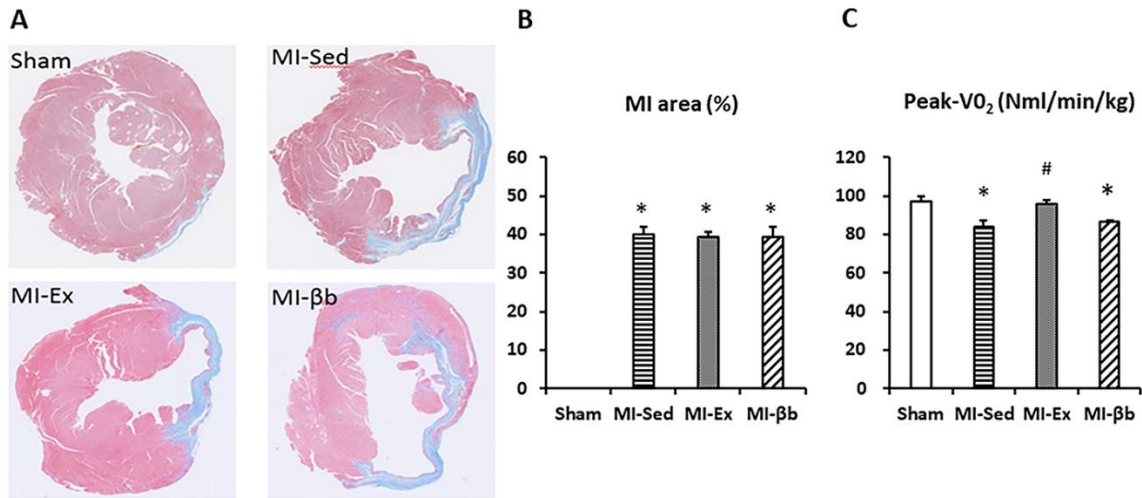 A
Sham
MI-Sed
MI-Ex
MI-βb
B
MI area (%)
60
50
40
30
20
10
0
* * *
Sham MI-Sed MI-Ex MI-βb
C
Peak-V0₂ (Nml/min/kg)
120
100
80
60
40
20
0
* # *
Sham MI-Sed MI-Ex MI-βb